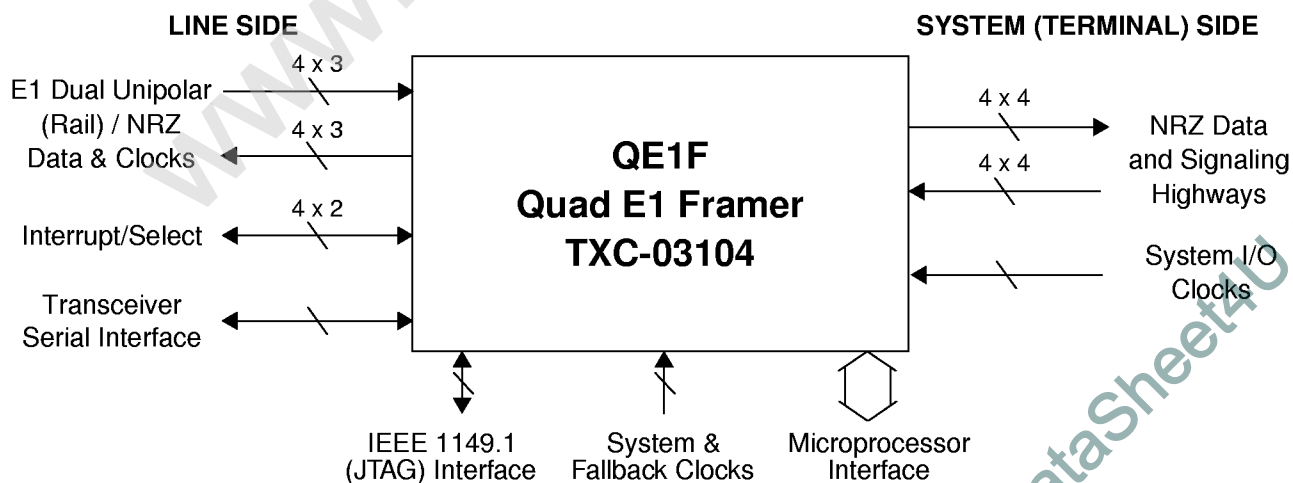 LINE SIDE
SYSTEM (TERMINAL) SIDE
E1 Dual Unipolar
(Rail) / NRZ
Data & Clocks
4 x 3
4 x 3
Interrupt/Select
4 x 2
Transceiver
Serial Interface
QE1F
Quad E1 Framer
TXC-03104
4 x 4
4 x 4
NRZ Data
and Signaling
Highways
System I/O
Clocks
IEEE 1149.1
(JTAG) Interface
System &
Fallback Clocks
Microprocessor
Interface
www
ataSheet4U